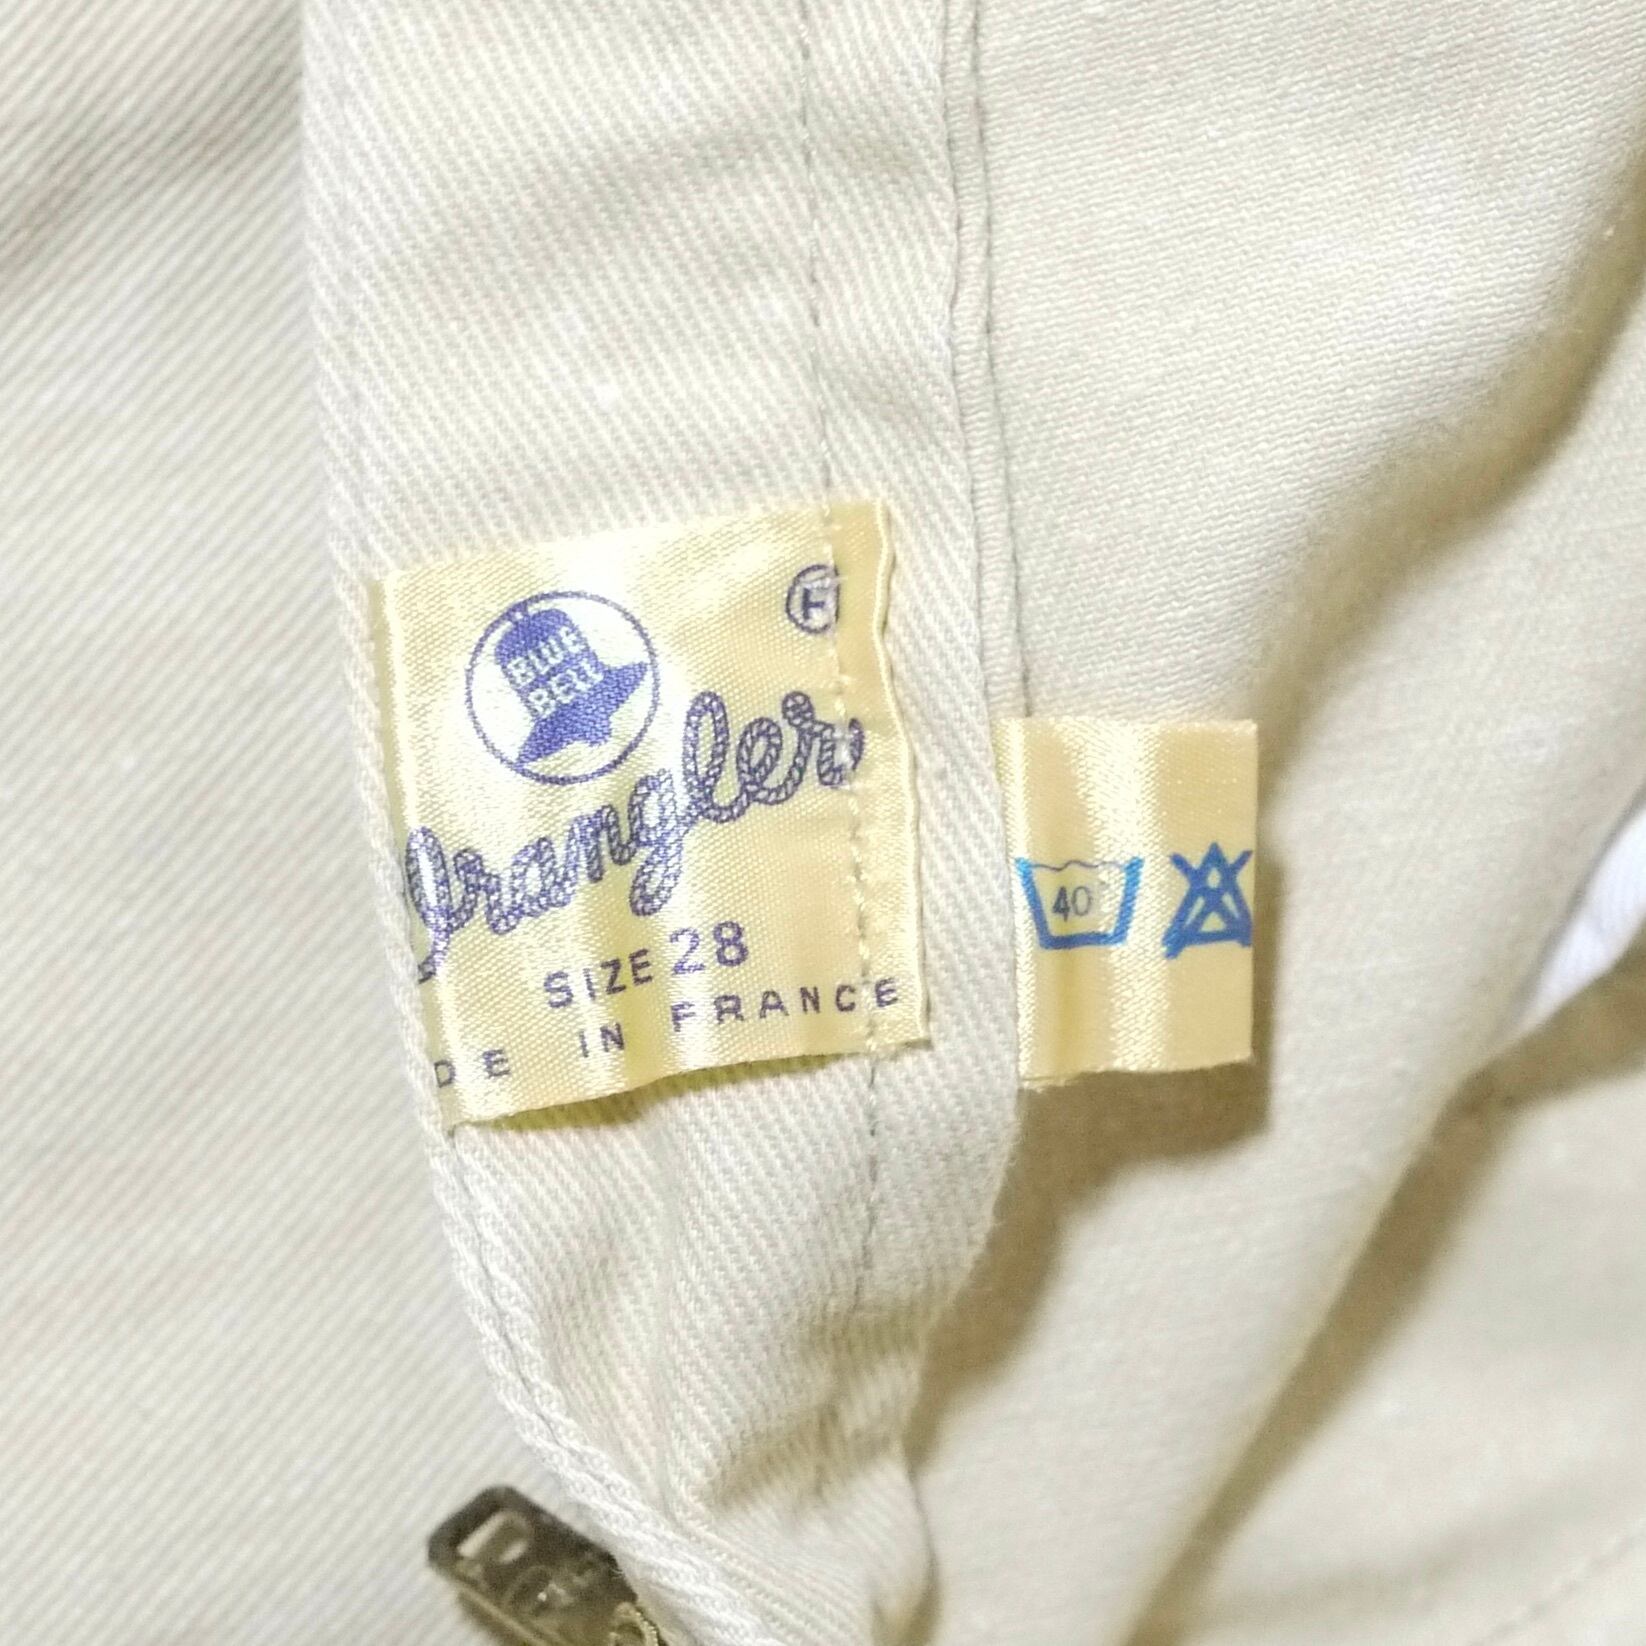 BLUE
BELL
®
Wrangler
SIZE 28
DE IN FRANCE
40